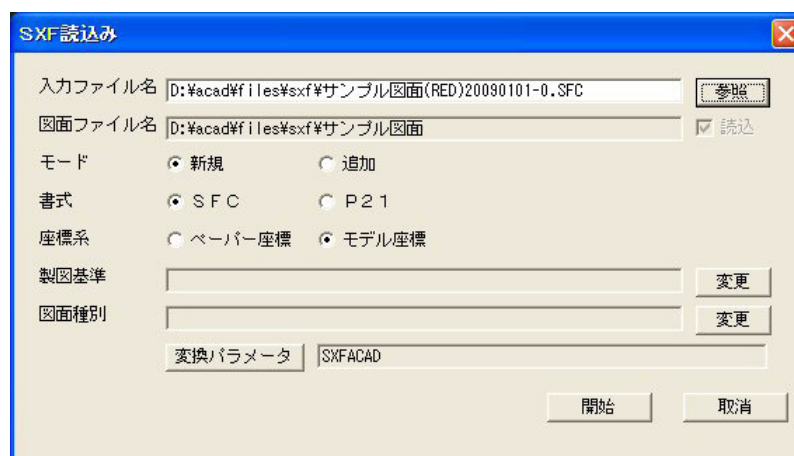 SXF読込み
入力ファイル名 D:¥acad¥files¥sxf¥サンプル図面(RED)20090101-0.SFC 参照
図面ファイル名 D:¥acad¥files¥sxf¥サンプル図面 読込
モード 新規 追加
書式 ＳＦＣ Ｐ２１
座標系 ペーパー座標 モデル座標
製図基準 変更
図面種別 変更
変換パラメータ SXFACAD
開始 取消